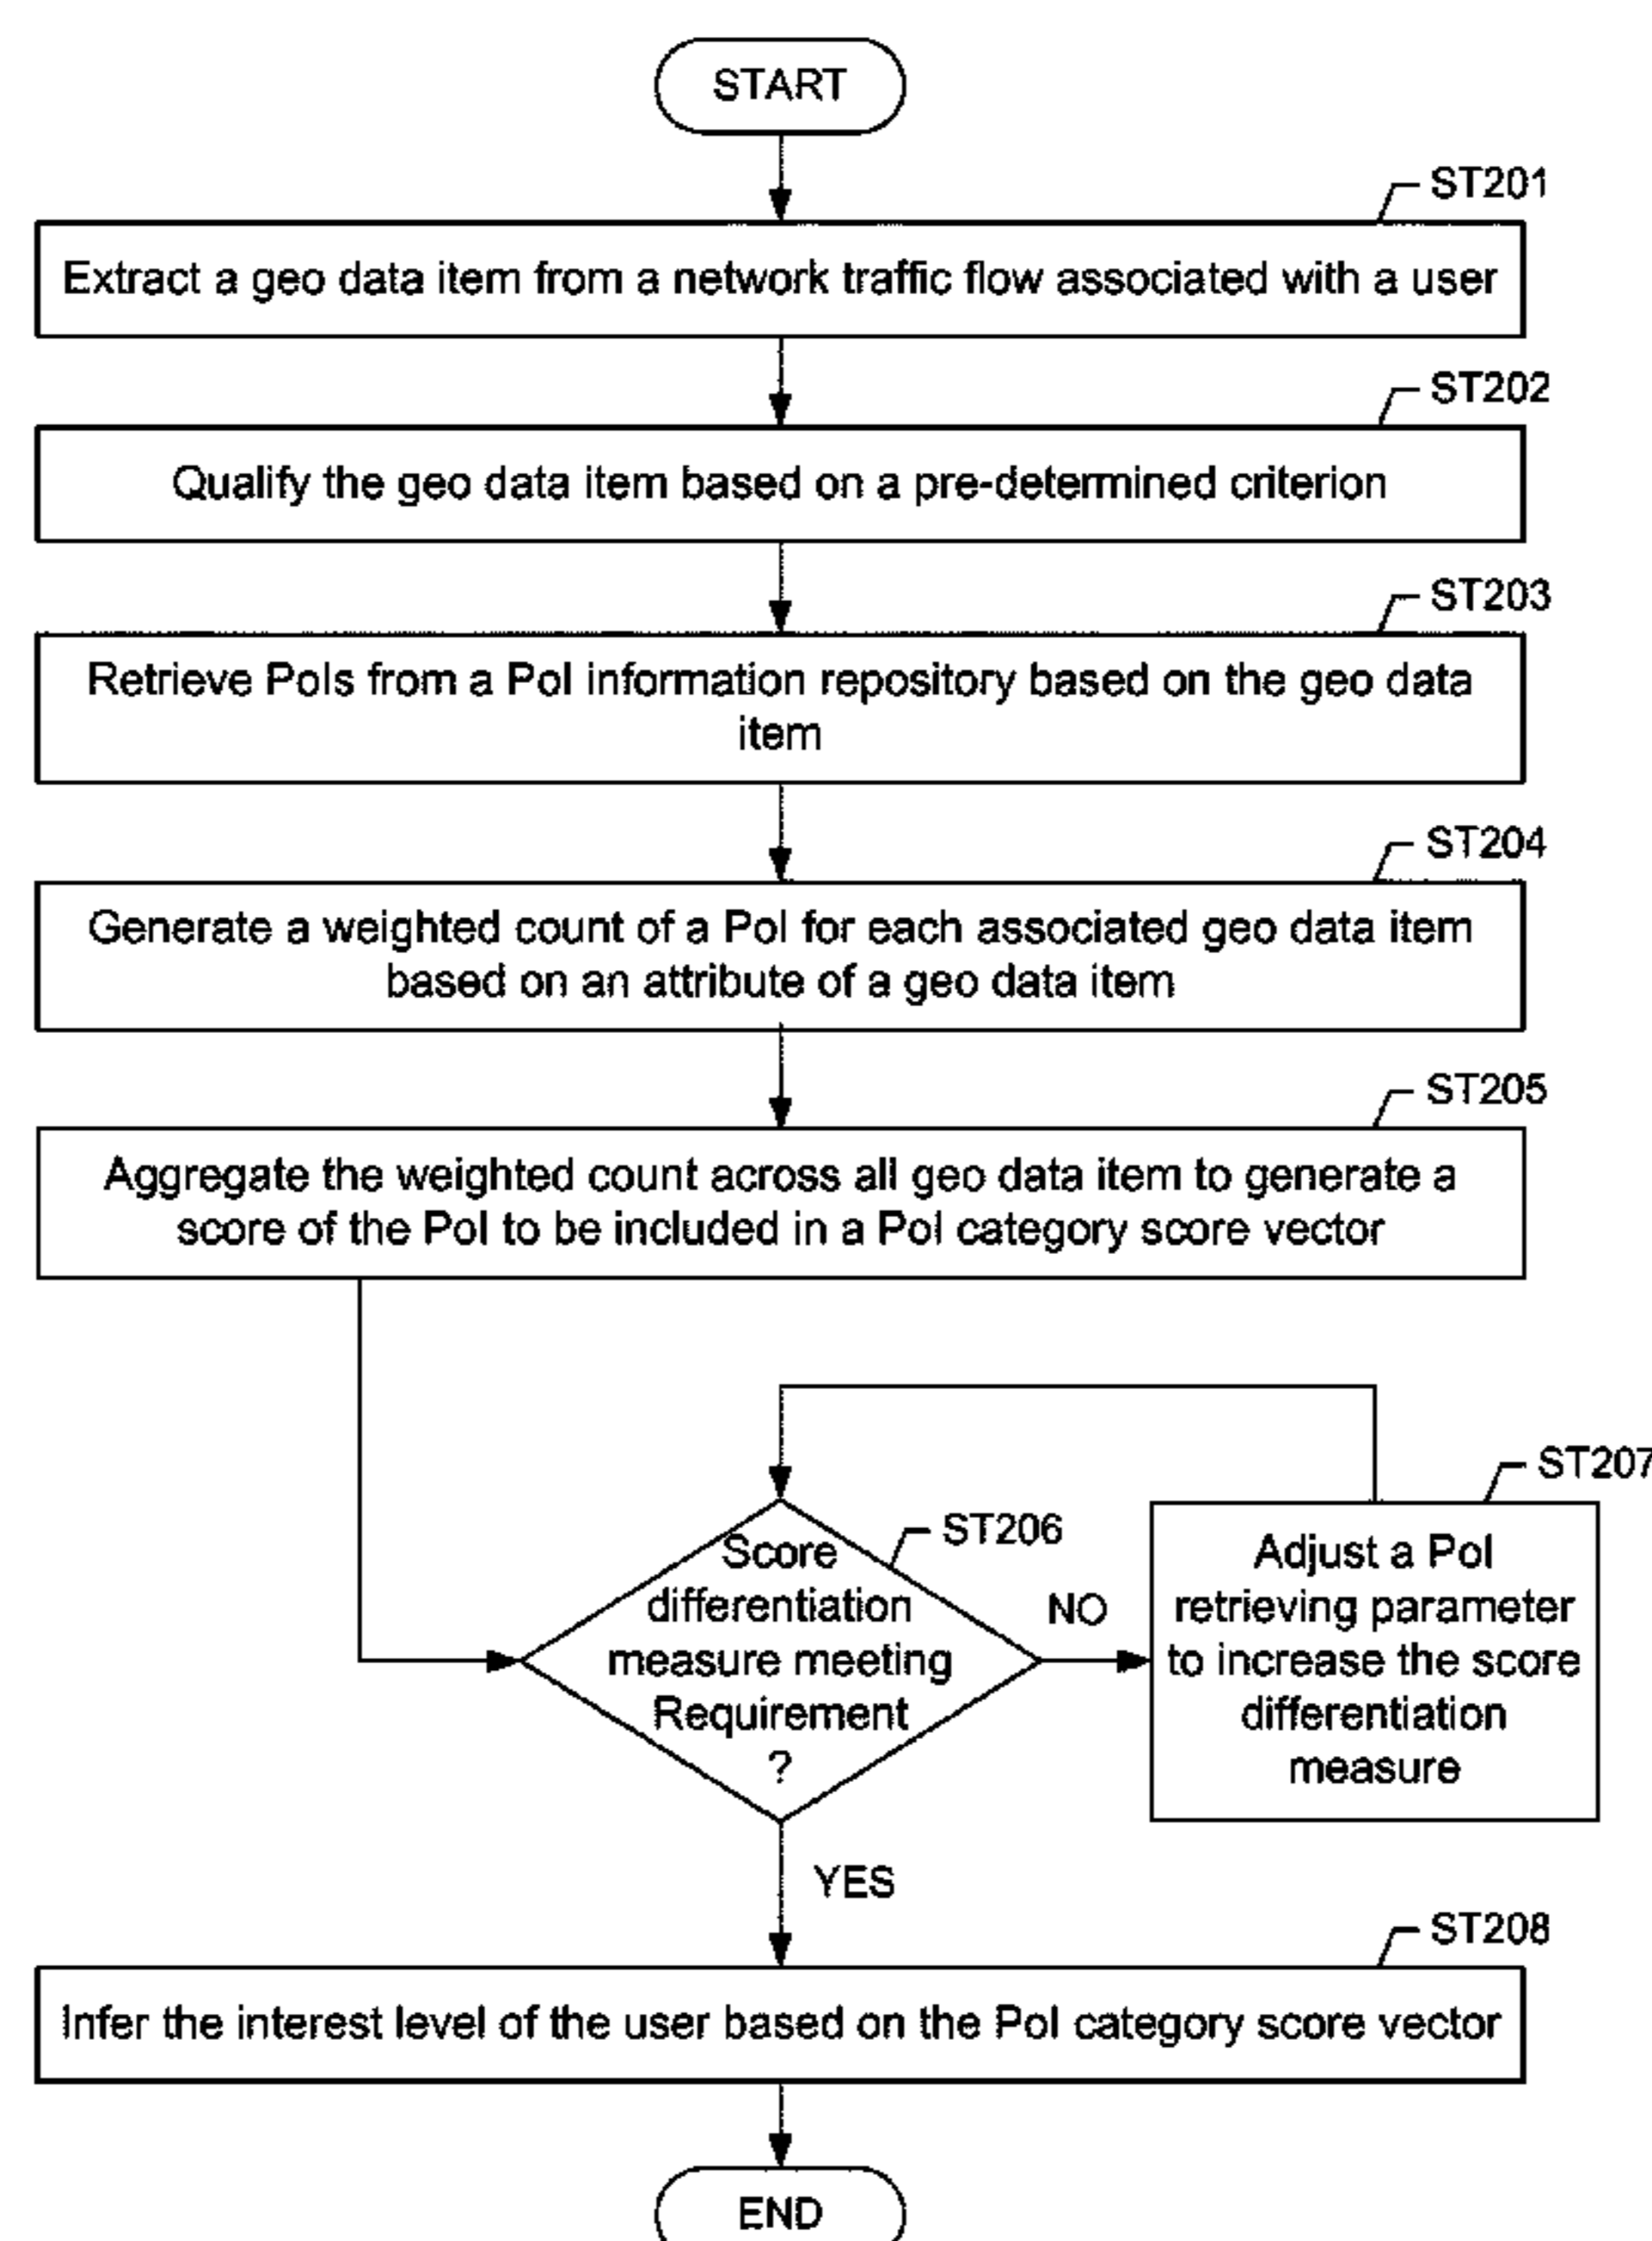 START
ST201
Extract a geo data item from a network traffic flow associated with a user
ST202
Qualify the geo data item based on a pre-determined criterion
ST203
Retrieve PoIs from a PoI information repository based on the geo data
item
ST204
Generate a weighted count of a PoI for each associated geo data item
based on an attribute of a geo data item
ST205
Aggregate the weighted count across all geo data item to generate a
score of the PoI to be included in a PoI category score vector
ST206
Score
differentiation
measure meeting
Requirement
?
NO
ST207
Adjust a PoI
retrieving parameter
to increase the score
differentiation
measure
YES
ST208
Infer the interest level of the user based on the PoI category score vector
END